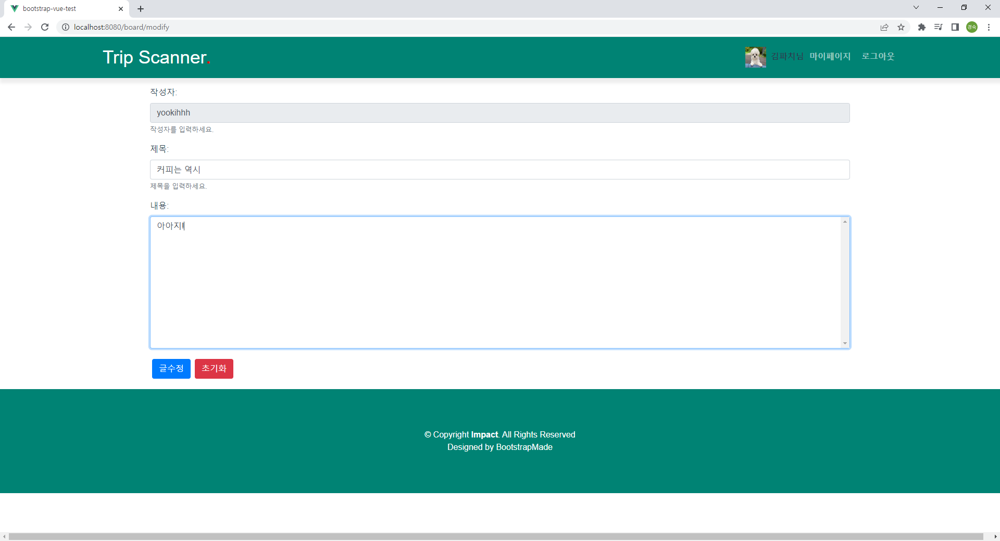 bootstrap-vue-test
localhost:8080/board/modify
경숙
Trip Scanner.
김파치님 마이페이지 로그아웃
작성자:
yookihhh
작성자를 입력하세요.
제목:
커피는 역시
제목을 입력하세요.
내용:
아아지!
글수정 초기화
© Copyright Impact. All Rights Reserved
Designed by BootstrapMade